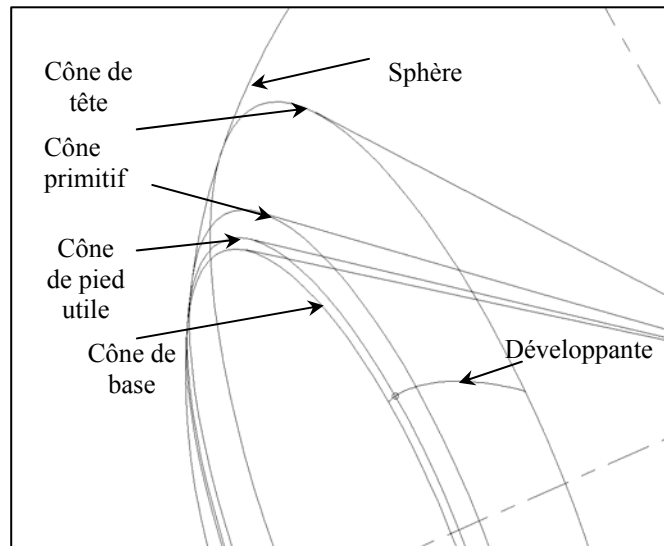 Cône de
tête
Sphère
Cône
primitif
Cône
de pied
utile
Cône de
base
Développante